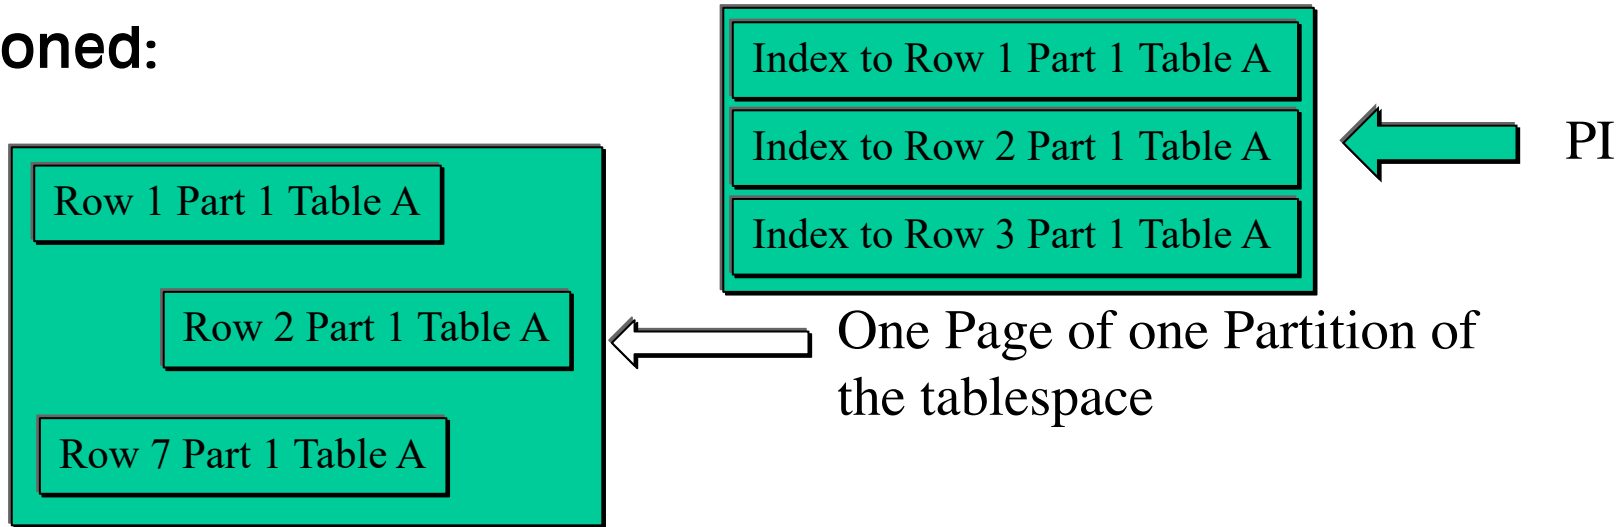 oned:
Index to Row 1 Part 1 Table A
Index to Row 2 Part 1 Table A
Index to Row 3 Part 1 Table A
PI
Row 1 Part 1 Table A
Row 2 Part 1 Table A
Row 7 Part 1 Table A
One Page of one Partition of
the tablespace